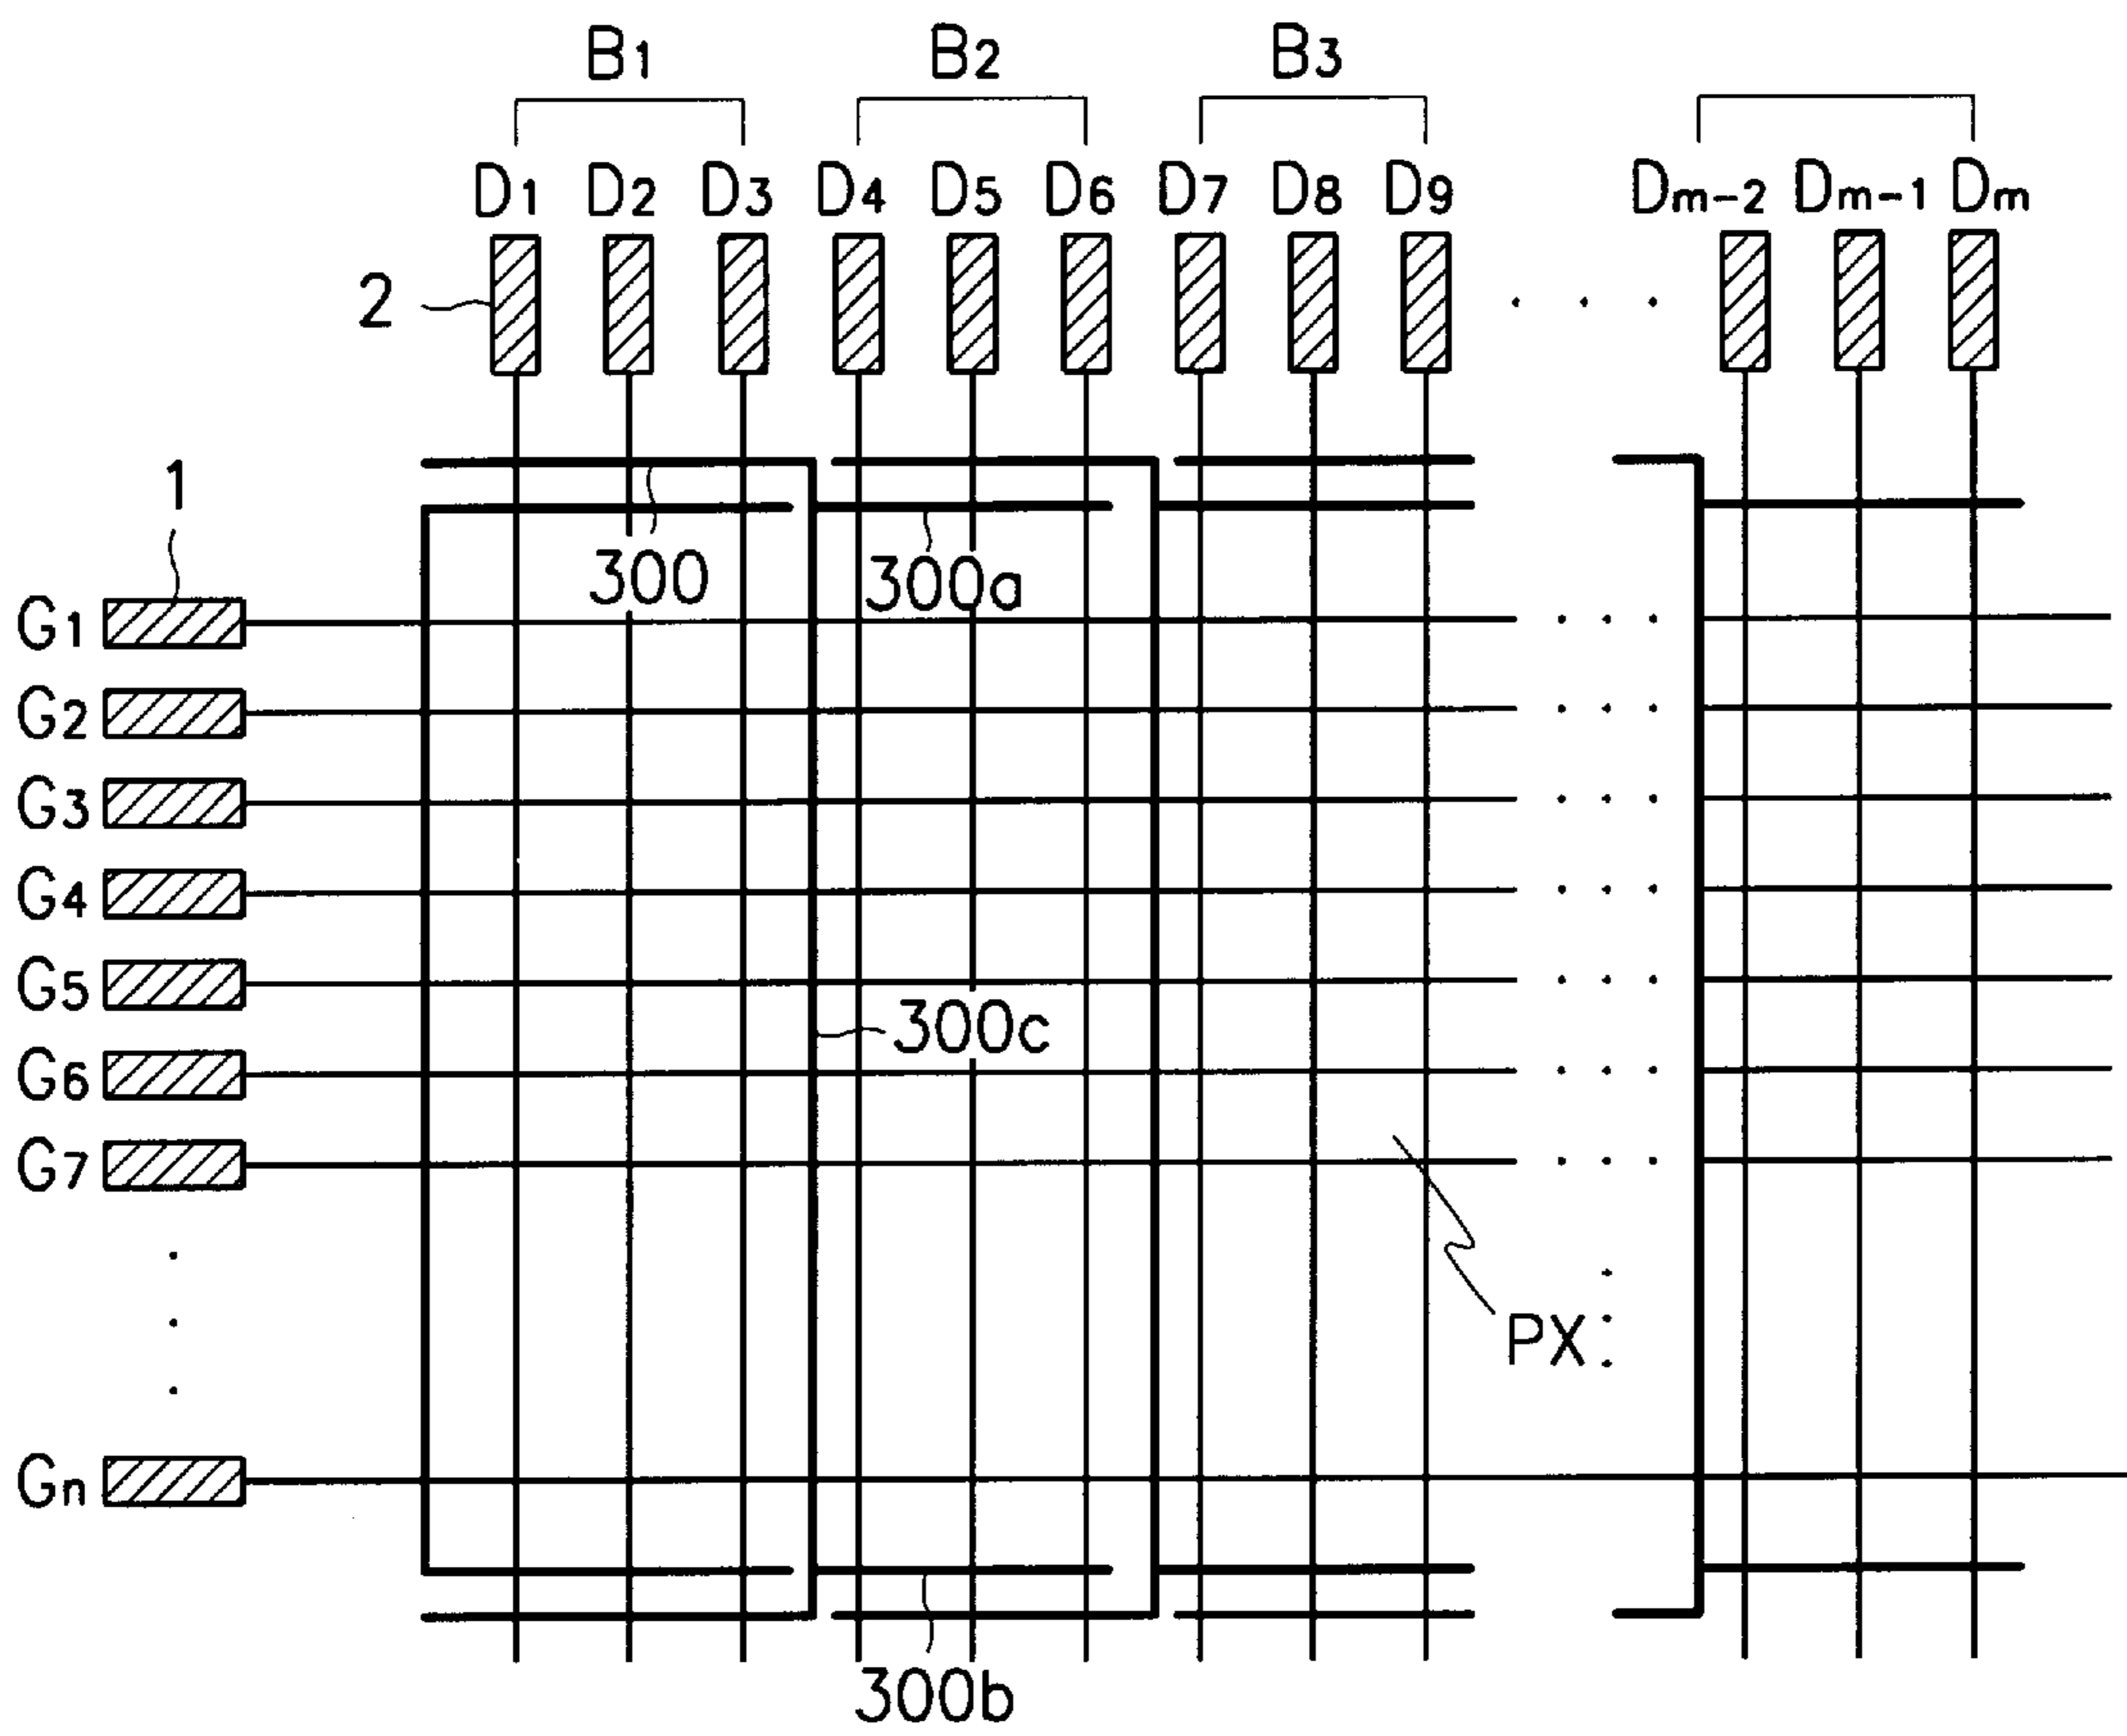 B1 B2 B3
D1 D2 D3 D4 D5 D6 D7 D8 D9 Dm-2 Dm-1 Dm
2
1
300 300a
G1
G2
G3
G4
G5
300c
G6
G7
PX
Gn
300b